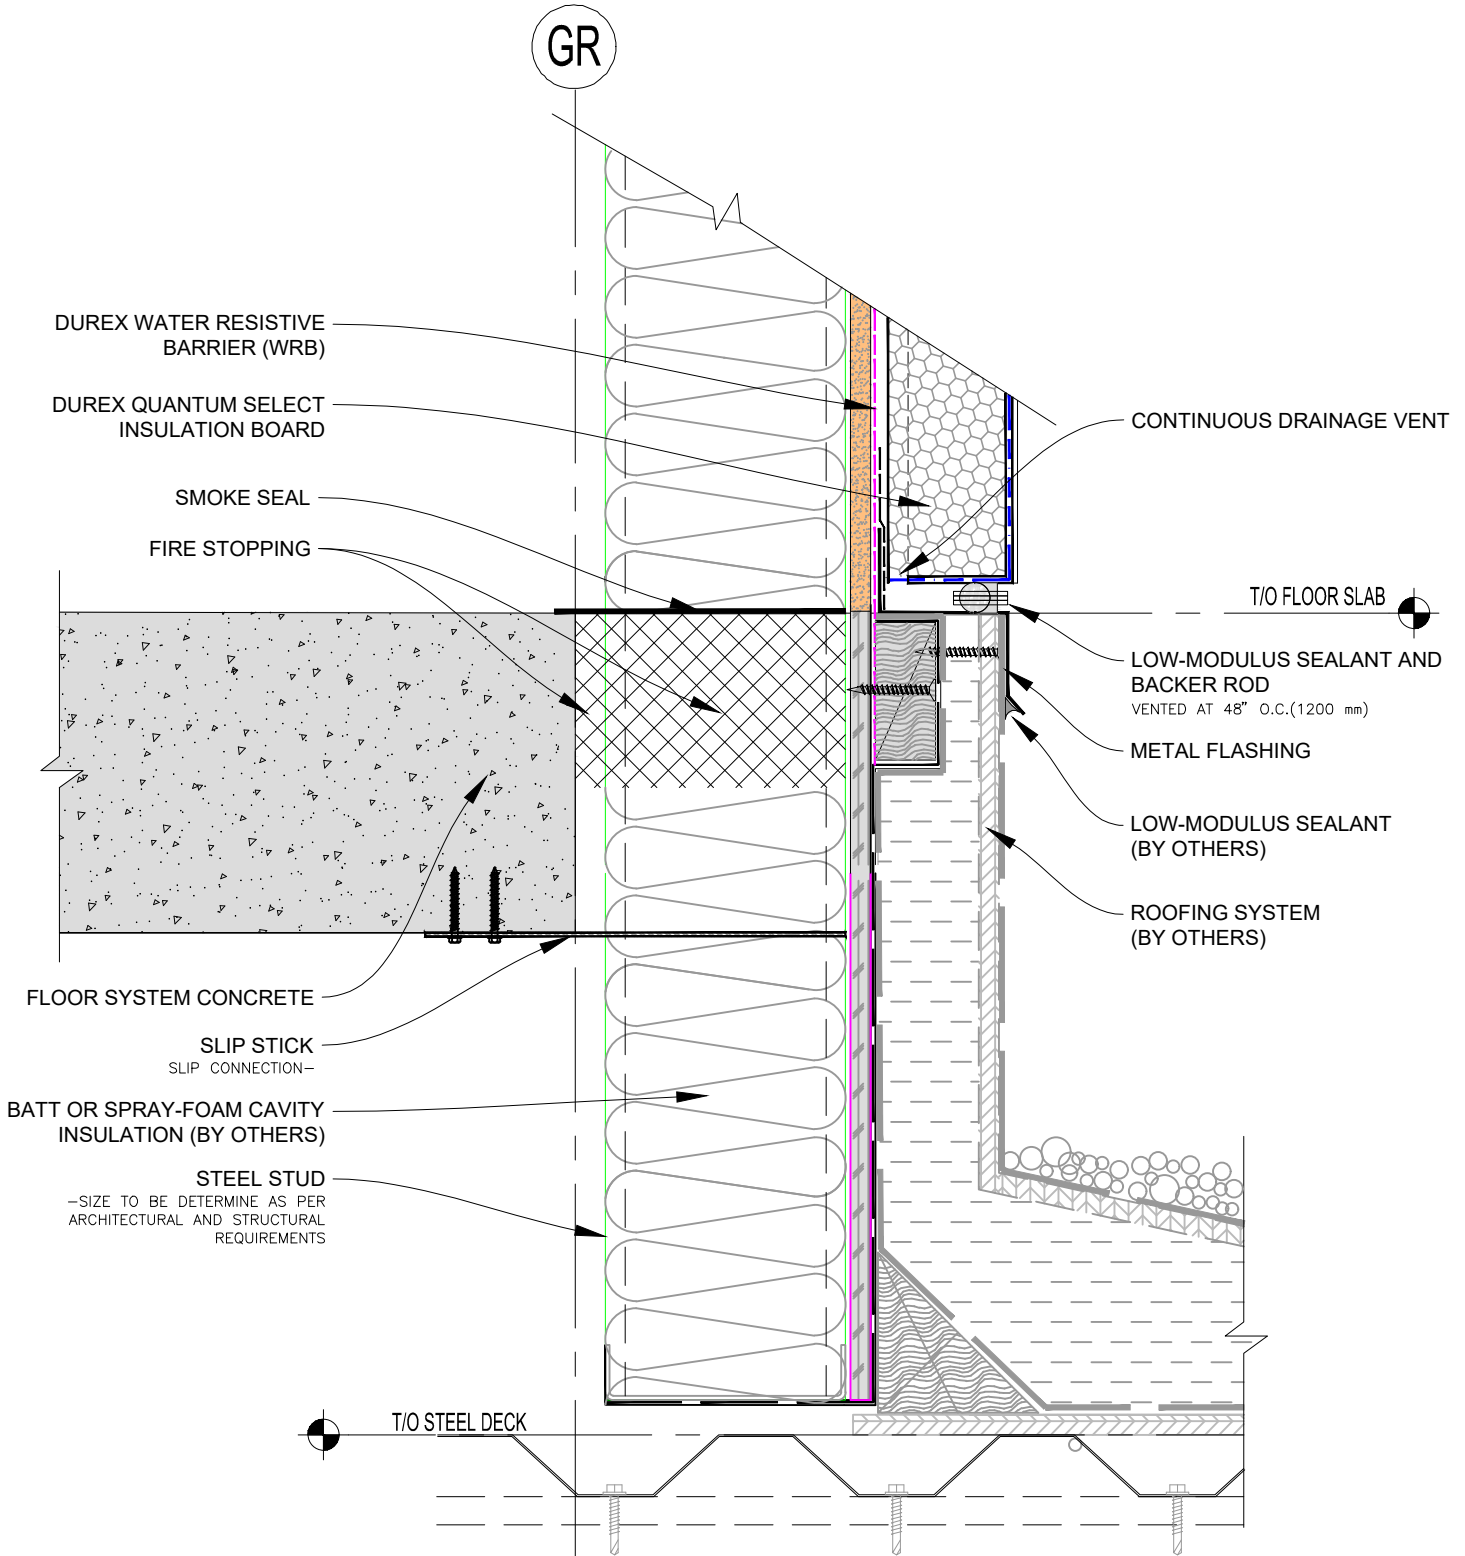 GR
DUREX WATER RESISTIVE
BARRIER (WRB)
DUREX QUANTUM SELECT
INSULATION BOARD
SMOKE SEAL
FIRE STOPPING
FLOOR SYSTEM CONCRETE
SLIP STICK
SLIP CONNECTION-
BATT OR SPRAY-FOAM CAVITY
INSULATION (BY OTHERS)
STEEL STUD
-SIZE TO BE DETERMINE AS PER
ARCHITECTURAL AND STRUCTURAL
REQUIREMENTS
T/O STEEL DECK
CONTINUOUS DRAINAGE VENT
T/O FLOOR SLAB
LOW-MODULUS SEALANT AND
BACKER ROD
VENTED AT 48" O.C.(1200 mm)
METAL FLASHING
LOW-MODULUS SEALANT
(BY OTHERS)
ROOFING SYSTEM
(BY OTHERS)